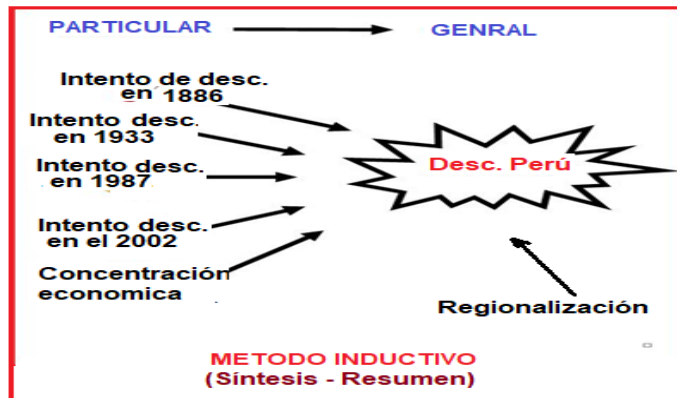 PARTICULAR
GENRAL
Intento de desc.
en 1886
Intento desc.
en 1933
Intento desc.
en 1987
Intento desc.
en el 2002
Concentración
economica
Desc. Perú
Regionalización
METODO INDUCTIVO
(Síntesis - Resumen)